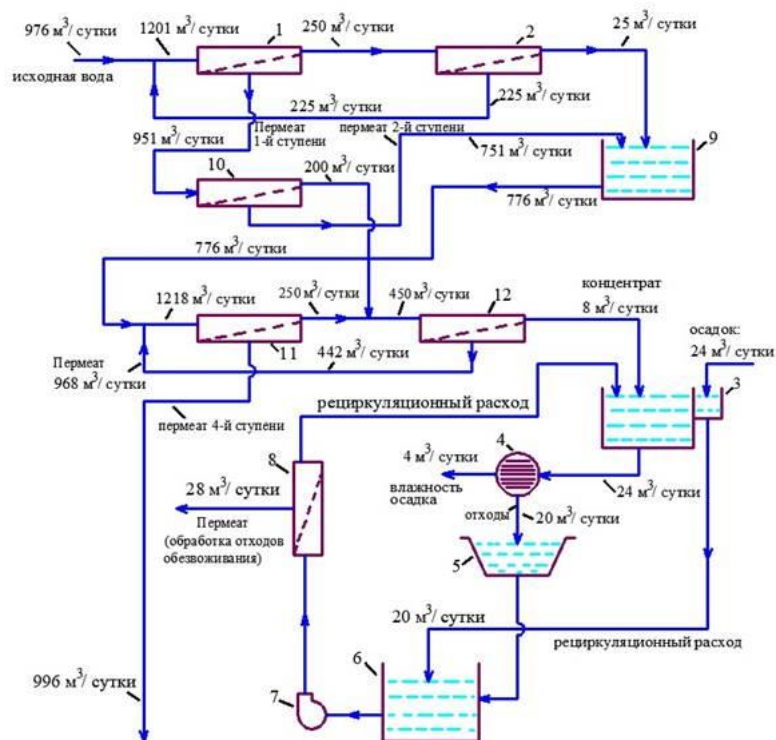 976 м³/ сутки
исходная вода
1201 м³/ сутки
1
250 м³/ сутки
2
25 м³/ сутки
225 м³/ сутки
225 м³/ сутки
951 м³/ сутки
Пермеат
1-й ступени
пермеат 2-й ступени
751 м³/ сутки
9
10
200 м³/ сутки
776 м³/ сутки
776 м³/ сутки
1218 м³/ сутки
250 м³/ сутки
450 м³/ сутки
12
концентрат
8 м³/ сутки
осадок:
24 м³/ сутки
11
442 м³/ сутки
Пермеат
968 м³/ сутки
3
пермеат 4-й ступени
рециркуляционный расход
4
4 м³/ сутки
влажность
осадка
24 м³/ сутки
8
28 м³/ сутки
Пермеат
(обработка отходов
обезвоживания)
отходы
20 м³/ сутки
5
20 м³/ сутки
рециркуляционный расход
6
7
996 м³/ сутки